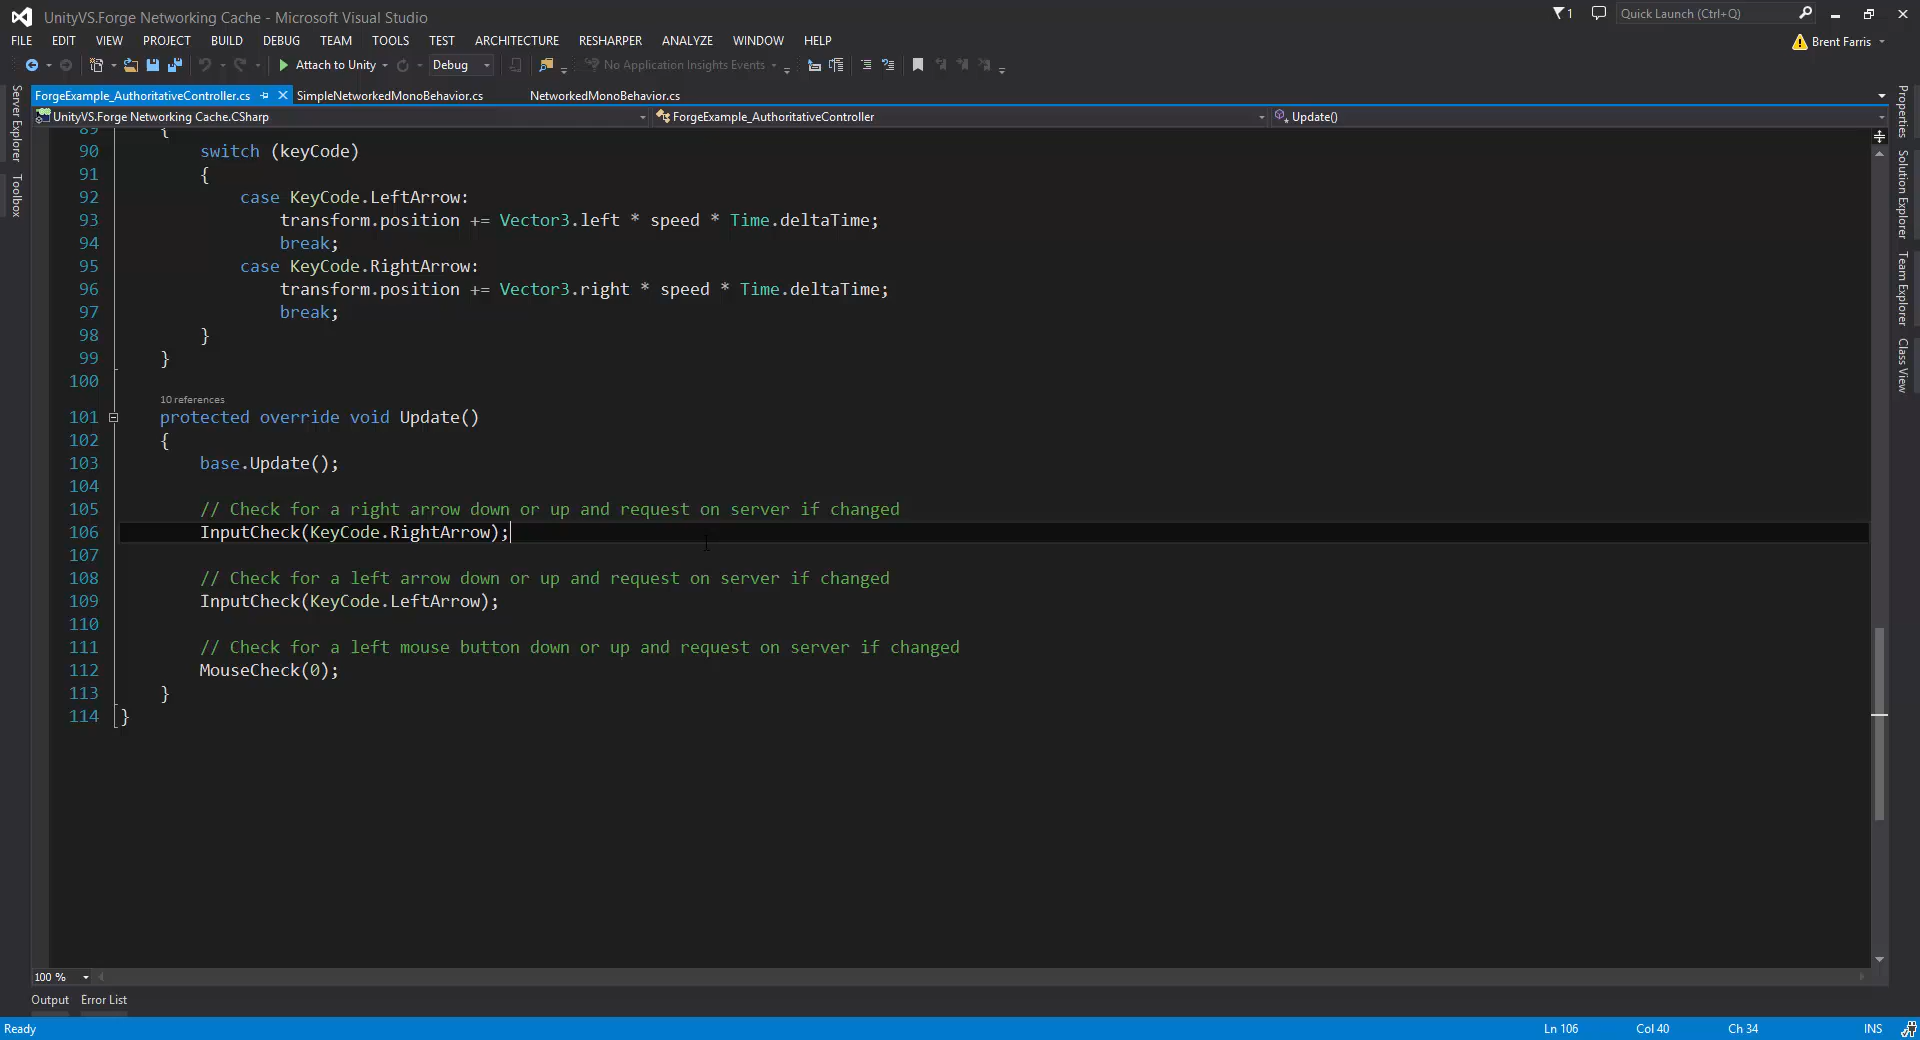 UnityVS.Forge Networking Cache - Microsoft Visual Studio
1
Quick Launch (Ctrl+Q)
FILE EDIT VIEW PROJECT BUILD DEBUG TEAM TOOLS TEST ARCHITECTURE RESHARPER ANALYZE WINDOW HELP
Brent Farris
Attach to Unity
Debug
No Application Insights Events
Server Explorer
Toolbox
ForgeExample_AuthoritativeController.cs
SimpleNetworkedMonoBehavior.cs
NetworkedMonoBehavior.cs
UnityVS.Forge Networking Cache.CSharp
ForgeExample_AuthoritativeController
Update()
Properties
Solution Explorer
Team Explorer
Class View
89 {
90 switch (keyCode)
91 {
92 case KeyCode.LeftArrow:
93 transform.position += Vector3.left * speed * Time.deltaTime;
94 break;
95 case KeyCode.RightArrow:
96 transform.position += Vector3.right * speed * Time.deltaTime;
97 break;
98 }
99 }
100
10 references
101 protected override void Update()
102 {
103 base.Update();
104
105 // Check for a right arrow down or up and request on server if changed
106 InputCheck(KeyCode.RightArrow);
107
108 // Check for a left arrow down or up and request on server if changed
109 InputCheck(KeyCode.LeftArrow);
110
111 // Check for a left mouse button down or up and request on server if changed
112 MouseCheck(0);
113 }
114 }
100 %
Output Error List
Ready
Ln 106 Col 40 Ch 34 INS